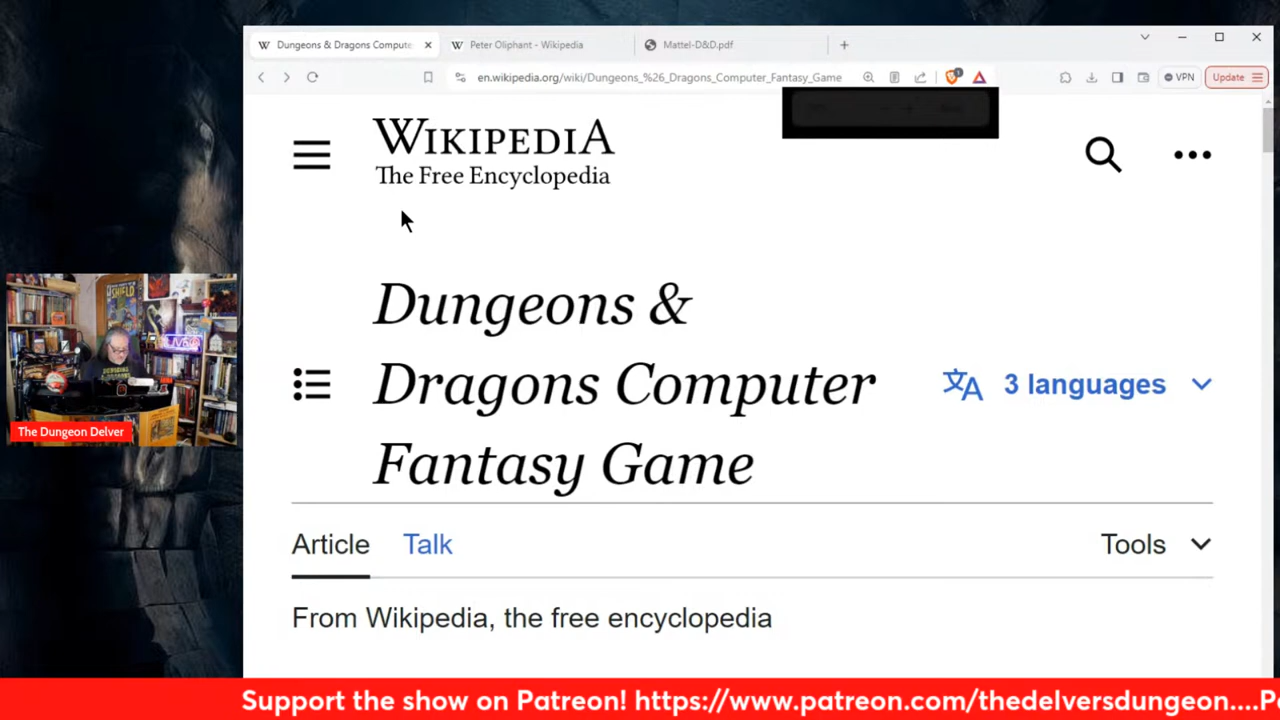 Dungeons & Dragons Compute
Peter Oliphant - Wikipedia
Mattel-D&D.pdf
en.wikipedia.org/wiki/Dungeons_%26_Dragons_Computer_Fantasy_Game
VPN
Update
WIKIPEDIA
The Free Encyclopedia
Dungeons &
Dragons Computer
Fantasy Game
3 languages
Article
Talk
Tools
From Wikipedia, the free encyclopedia
SHIELD
The Dungeon Delver
Support the show on Patreon! https://www.patreon.com/thedelversdungeon....Pa